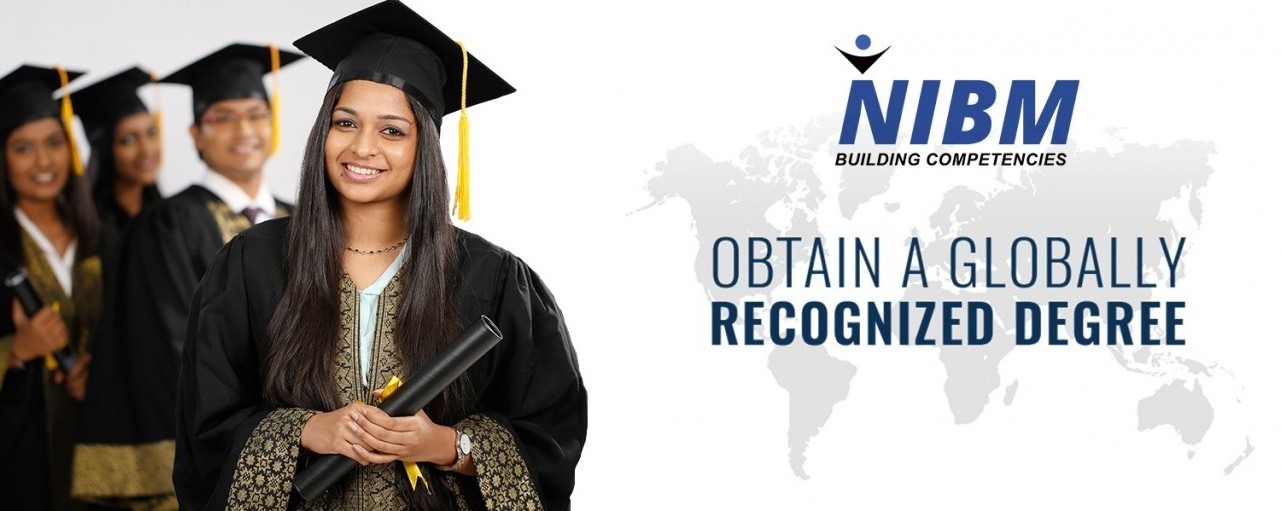 NIBM
BUILDING COMPETENCIES
OBTAIN A GLOBALLY
RECOGNIZED DEGREE